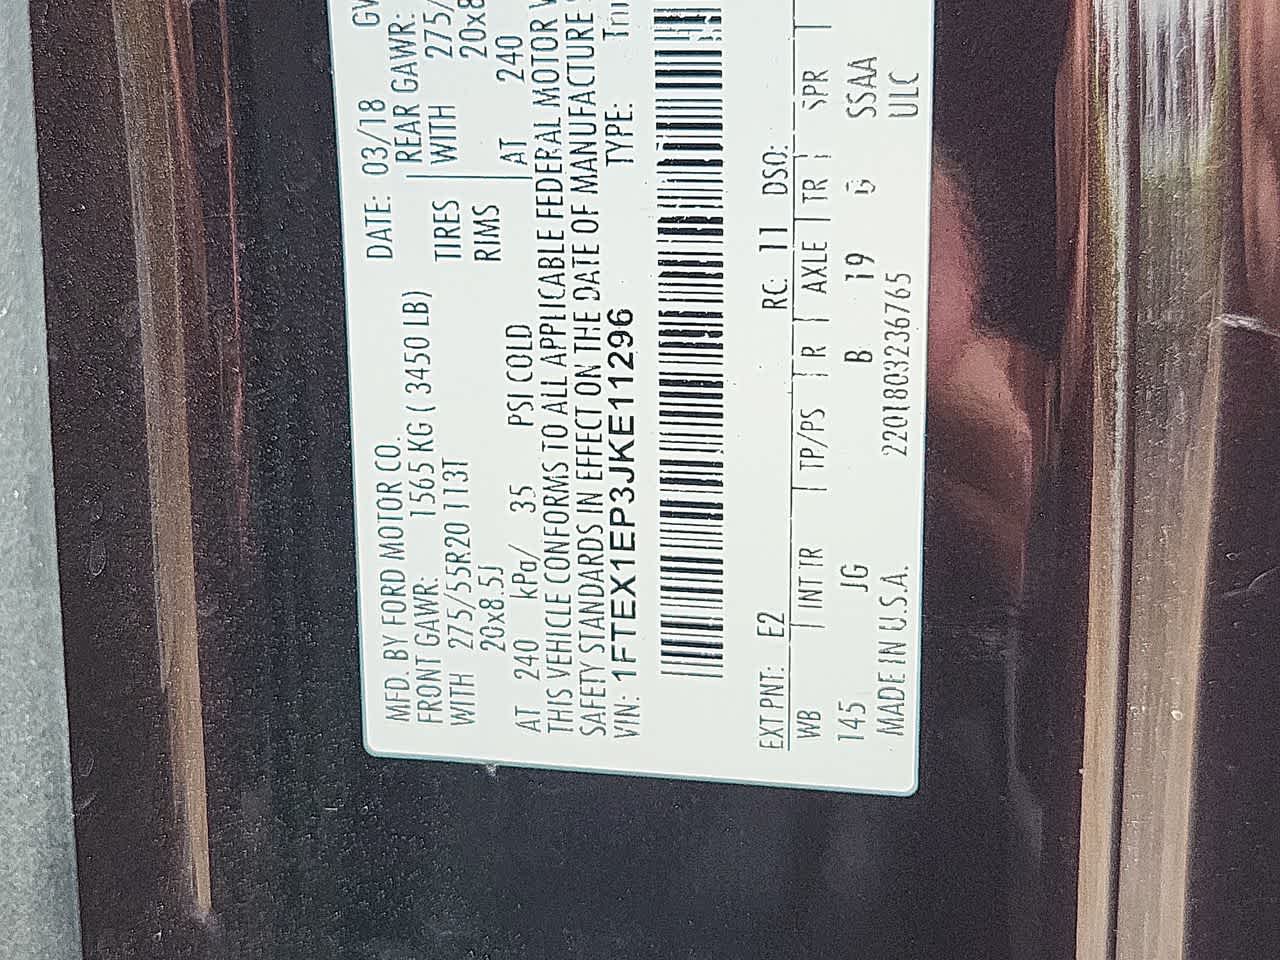 MFD. BY FORD MOTOR CO. DATE: 03/18
FRONT GAWR: 1565 KG ( 3450 LB) REAR GAWR:
WITH 275/55R20 113T TIRES WITH 275/
20x8.5J RIMS 20x8
AT 240 kPa/ 35 PSI COLD AT 240
THIS VEHICLE CONFORMS TO ALL APPLICABLE FEDERAL MOTOR
SAFETY STANDARDS IN EFFECT ON THE DATE OF MANUFACTURE
VIN: 1FTEX1EP3JKE11296 TYPE:
EXT PNT: E2 RC: 11 DSO:
WB INT TR TP/PS R AXLE TR SPR
145 JG B 19 SSAA
MADE IN U.S.A. 2201803236765 ULC